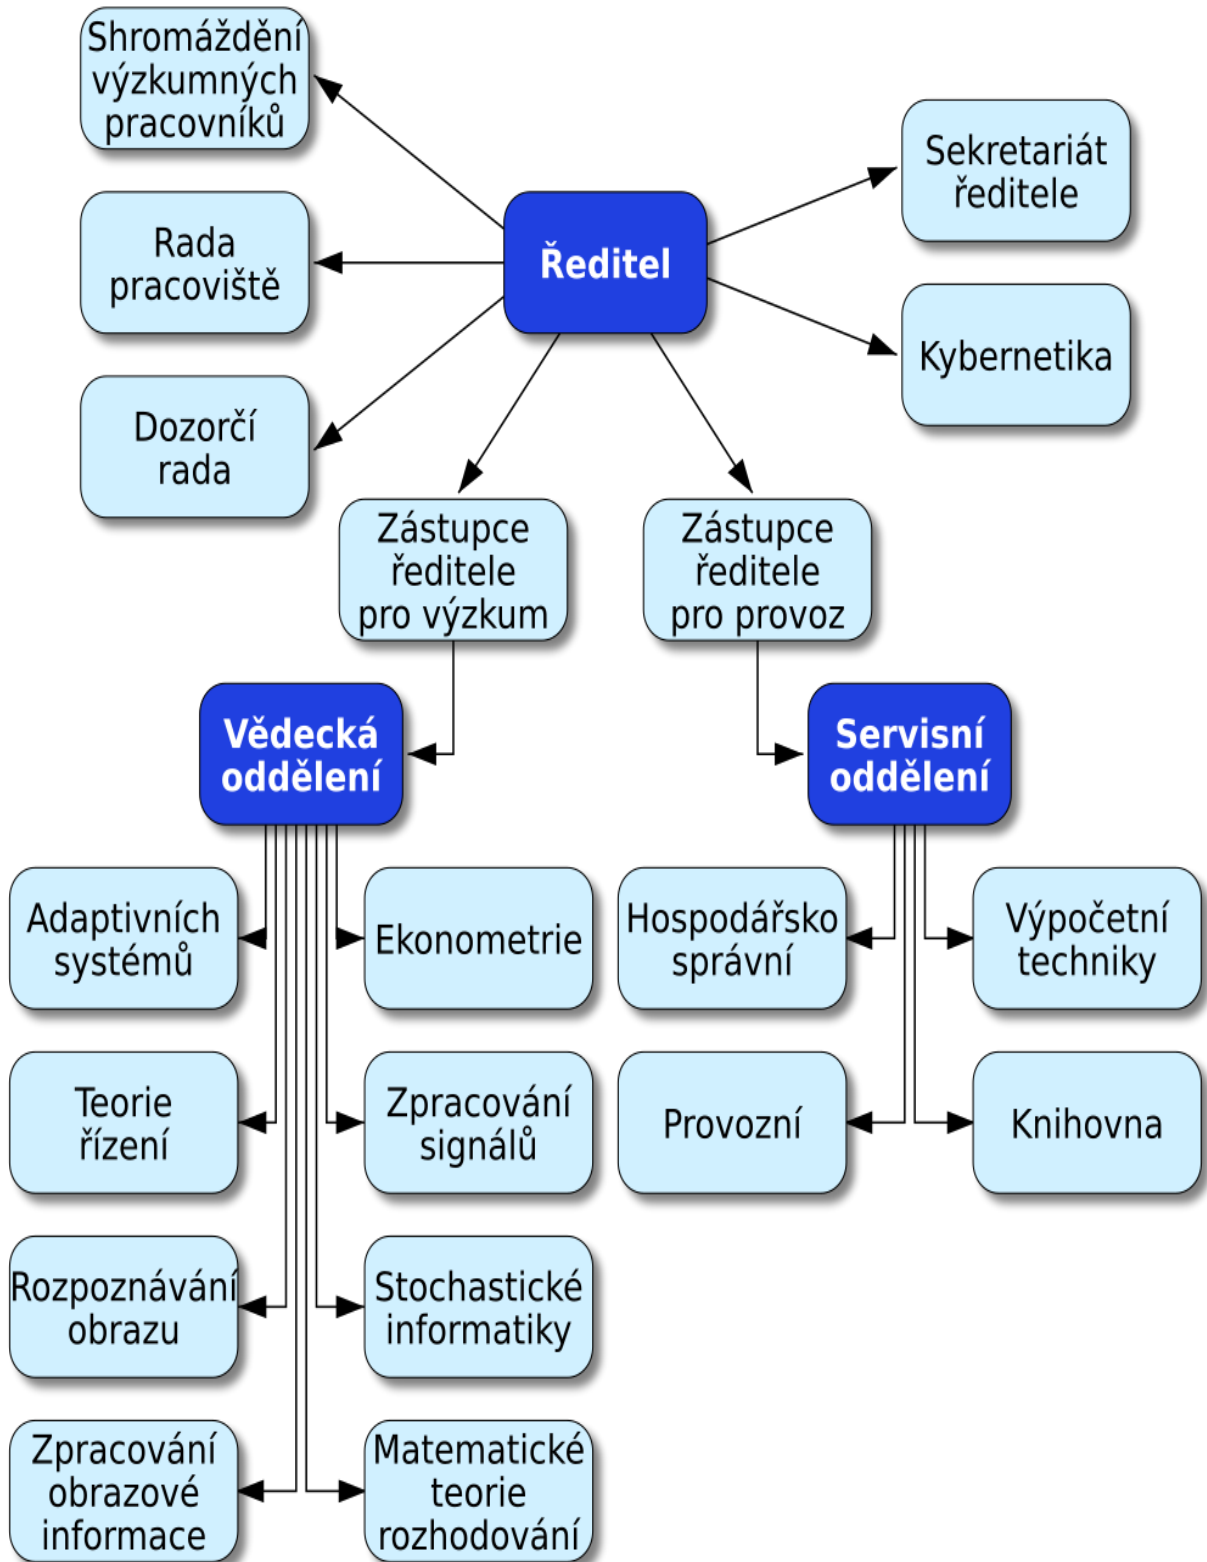 Shromáždění
výzkumných
pracovníků
Sekretariát
ředitele
Rada
pracoviště
Ředitel
Kybernetika
Dozorčí
rada
Zástupce
ředitele
pro výzkum
Zástupce
ředitele
pro provoz
Vědecká
oddělení
Servisní
oddělení
Adaptivních
systémů
Ekonometrie
Hospodářsko
správní
Výpočetní
techniky
Teorie
řízení
Zpracování
signálů
Provozní
Knihovna
Rozpoznávání
obrazu
Stochastické
informatiky
Zpracování
obrazové
informace
Matematické
teorie
rozhodování